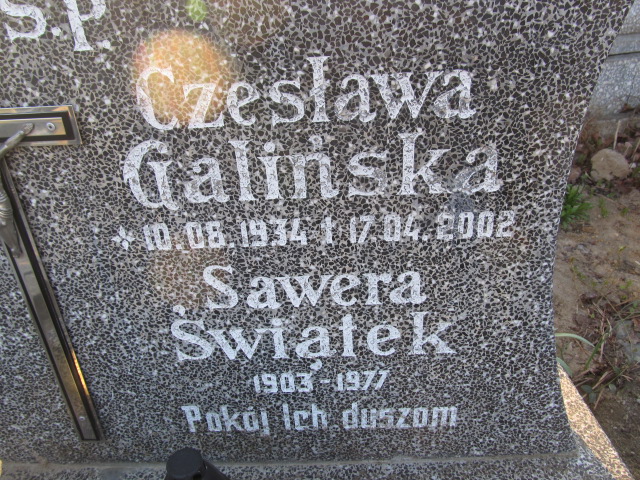 Ś.P.
Czesława
Galińska
* 10.08.1934 † 17.04.2002
Sawera
Świątek
1903-1977
Pokój Ich duszom